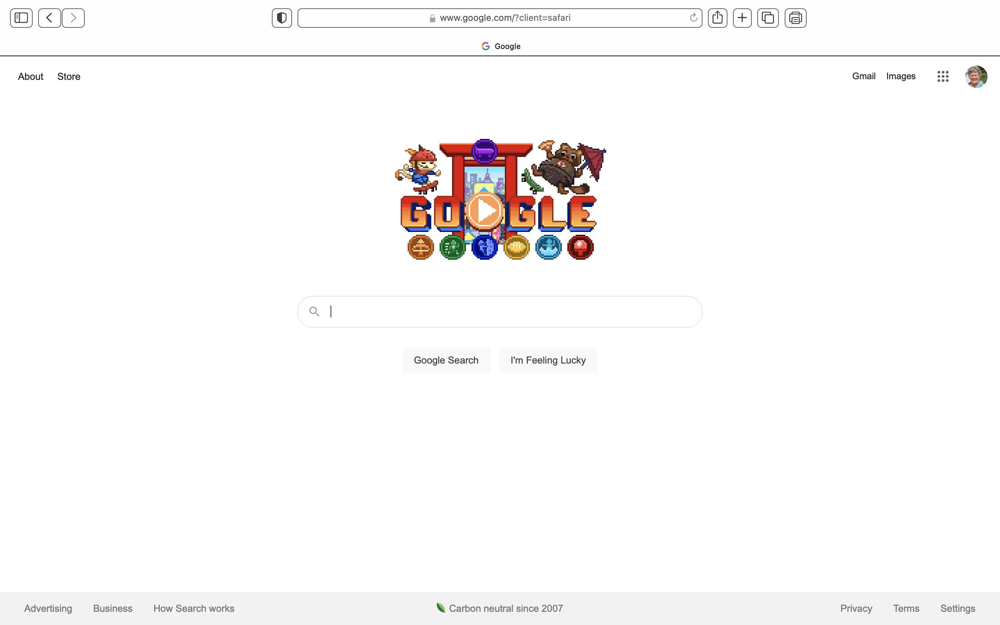 www.google.com/?client=safari
Google
About Store
Gmail Images
GOOGLE
Google Search I'm Feeling Lucky
Advertising Business How Search works
Carbon neutral since 2007
Privacy Terms Settings